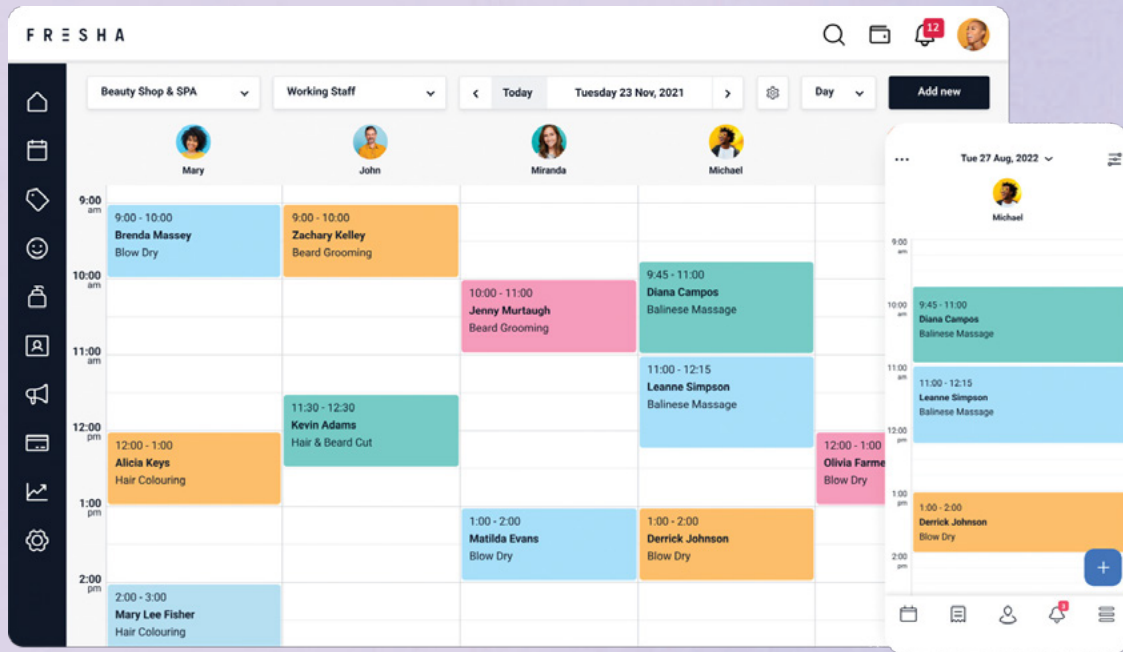 FRESHA
12
Beauty Shop & SPA
Working Staff
Today
Tuesday 23 Nov, 2021
Day
Add new
Mary
John
Miranda
Michael
9:00
am
10:00
am
11:00
am
12:00
pm
1:00
pm
2:00
pm
9:00 - 10:00
Brenda Massey
Blow Dry
12:00 - 1:00
Alicia Keys
Hair Colouring
2:00 - 3:00
Mary Lee Fisher
Hair Colouring
9:00 - 10:00
Zachary Kelley
Beard Grooming
11:30 - 12:30
Kevin Adams
Hair & Beard Cut
10:00 - 11:00
Jenny Murtaugh
Beard Grooming
1:00 - 2:00
Matilda Evans
Blow Dry
9:45 - 11:00
Diana Campos
Balinese Massage
11:00 - 12:15
Leanne Simpson
Balinese Massage
1:00 - 2:00
Derrick Johnson
Blow Dry
12:00 - 1:00
Olivia Farme
Blow Dry
Tue 27 Aug, 2022
Michael
9:00
am
10:00
am
11:00
am
12:00
pm
1:00
pm
2:00
pm
9:45 - 11:00
Diana Campos
Balinese Massage
11:00 - 12:15
Leanne Simpson
Balinese Massage
1:00 - 2:00
Derrick Johnson
Blow Dry
+